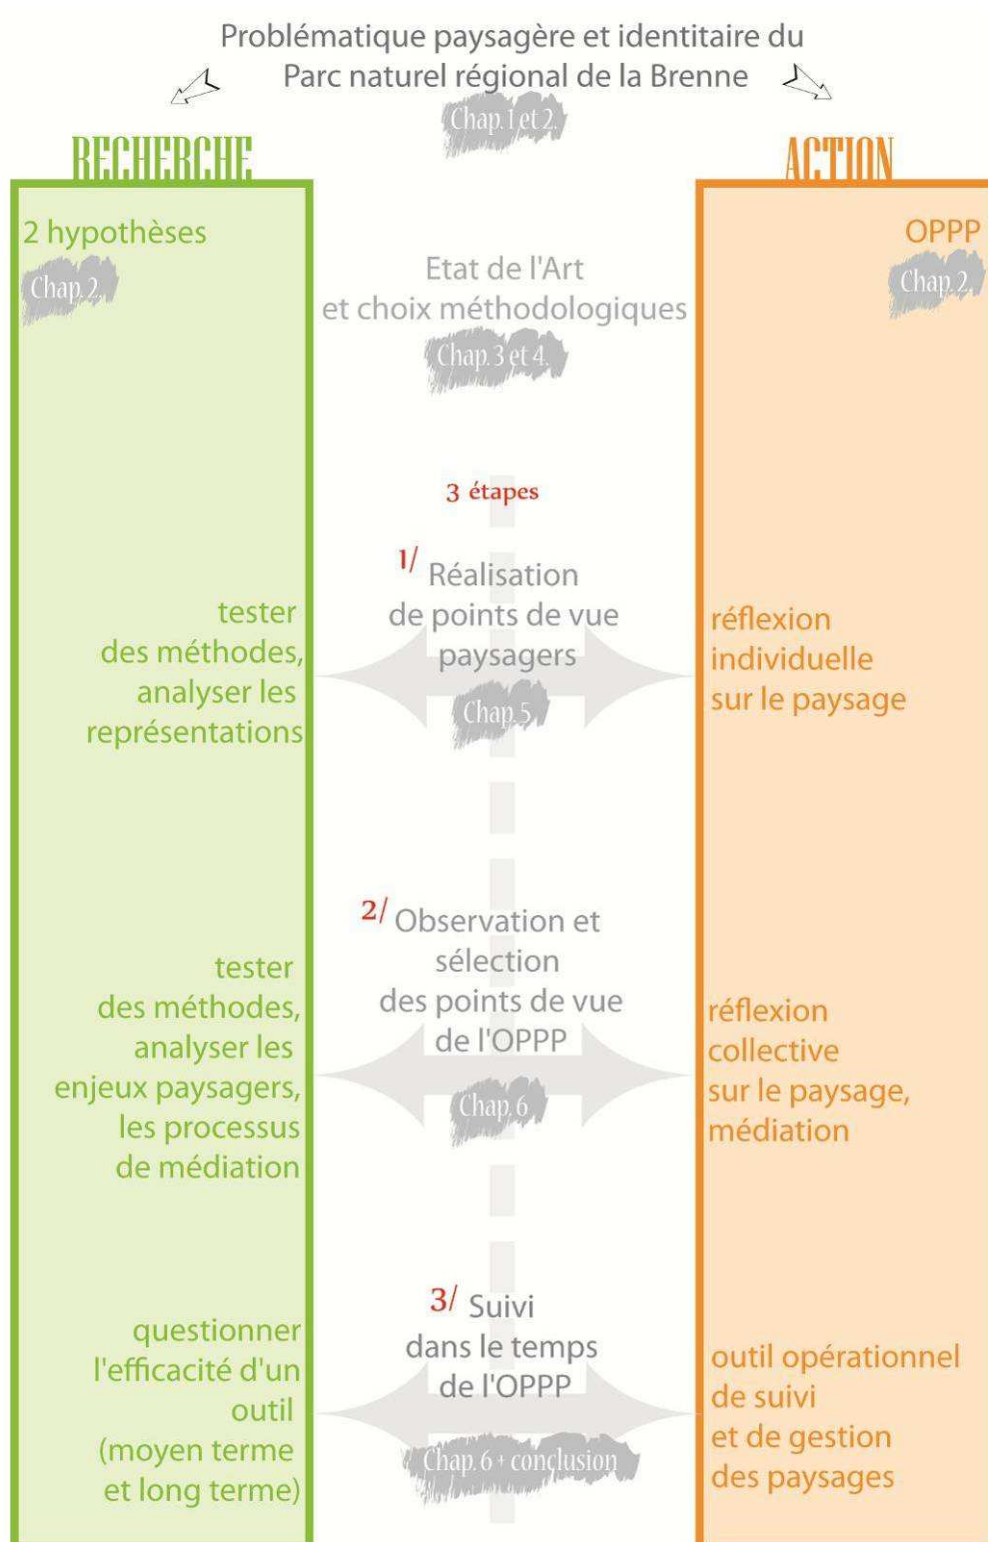 Problématique paysagère et identitaire du
Parc naturel régional de la Brenne
Chap. 1 et 2.
RECHERCHE
ACTION
2 hypothèses
Chap. 2.
OPPP
Chap. 2.
Etat de l'Art
et choix méthodologiques
Chap. 3 et 4.
3 étapes
1/ Réalisation
de points de vue
paysagers
Chap. 5
tester
des méthodes,
analyser les
représentations
réflexion
individuelle
sur le paysage
2/ Observation et
sélection
des points de vue
de l'OPPP
Chap. 6
tester
des méthodes,
analyser les
enjeux paysagers,
les processus
de médiation
réflexion
collective
sur le paysage,
médiation
3/ Suivi
dans le temps
de l'OPPP
Chap. 6 + conclusion
questionner
l'efficacité d'un
outil
(moyen terme
et long terme)
outil opérationnel
de suivi
et de gestion
des paysages